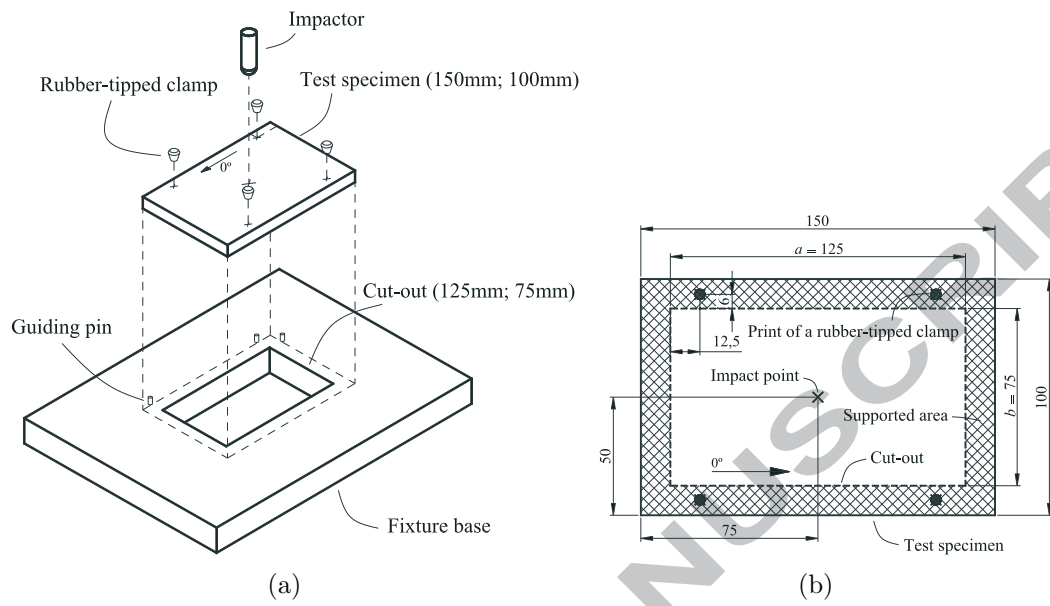 Impactor
Rubber-tipped clamp
Test specimen (150mm; 100mm)
0º
Cut-out (125mm; 75mm)
Guiding pin
Fixture base
(a)
150
a = 125
6
12,5
Print of a rubber-tipped clamp
Impact point
b = 75
100
Supported area
50
0º
Cut-out
75
Test specimen
(b)
NUSCRIP